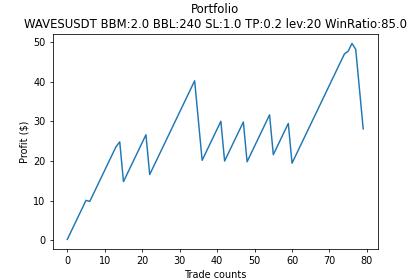 Portfolio
WAVESUSDT BBM:2.0 BBL:240 SL:1.0 TP:0.2 lev:20 WinRatio:85.0
50
40
30
20
10
0
Profit ($)
0 10 20 30 40 50 60 70 80
Trade counts